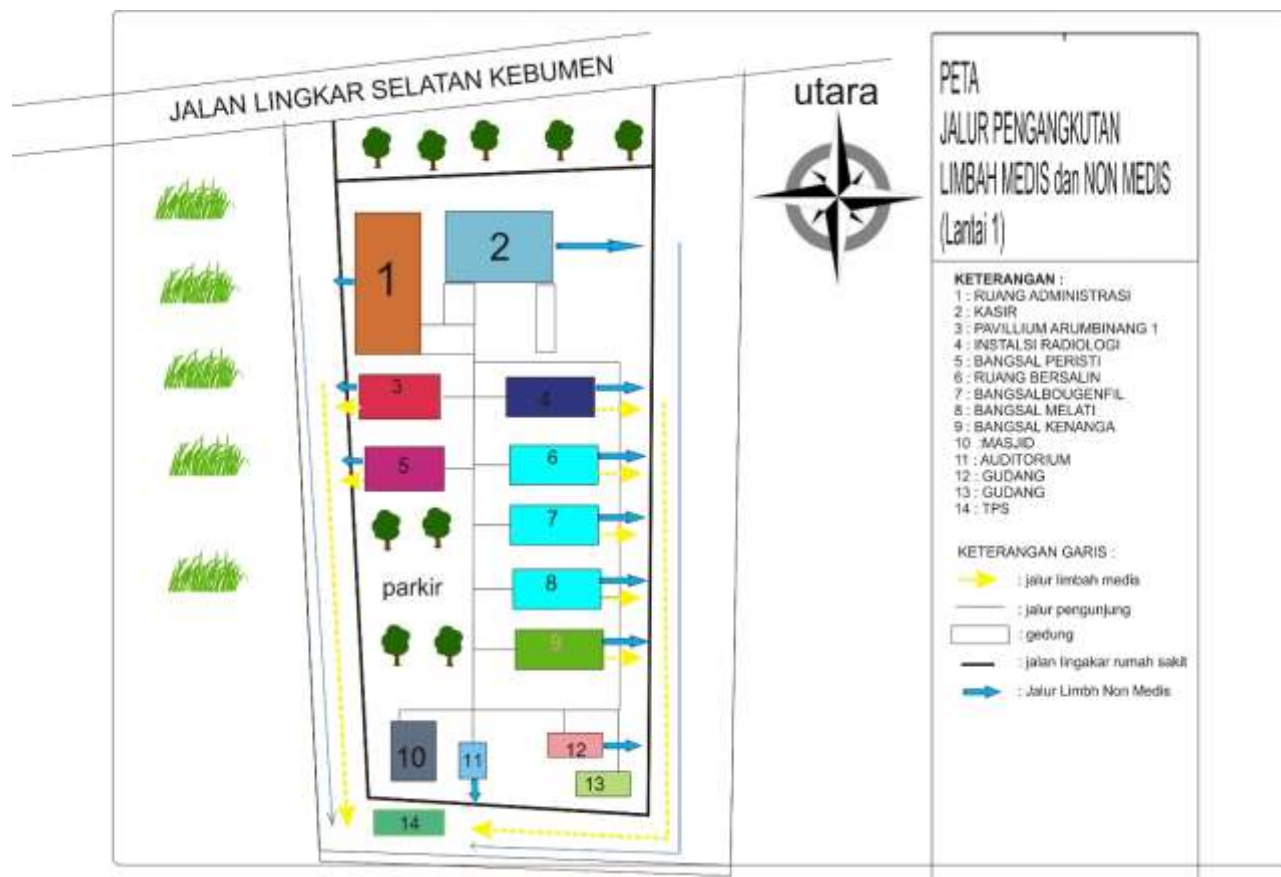 JALAN LINGKAR SELATAN KEBUMEN
utara
1
2
3
4
5
6
7
parkir
8
9
10
11
12
13
14
PETA
JALUR PENGANGKUTAN
LIMBAH MEDIS dan NON MEDIS
(Lantai 1)
KETERANGAN :
1 : RUANG ADMINISTRASI
2 : KASIR
3 : PAVILLIUM ARUMBINANG 1
4 : INSTALSI RADIOLOGI
5 : BANGSAL PERISTI
6 : RUANG BERSALIN
7 : BANGSALBOUGENFIL
8 : BANGSAL MELATI
9 : BANGSAL KENANGA
10 :MASJID
11 : AUDITORIUM
12 : GUDANG
13 : GUDANG
14 : TPS
KETERANGAN GARIS :
: jalur limbah medis
: jalur pengunjung
: gedung
: jalan lingakar rumah sakit
: Jalur Limbh Non Medis